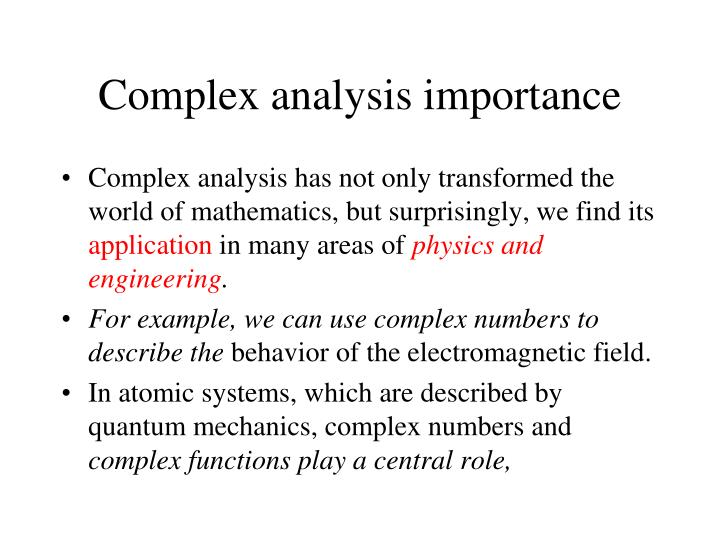 Complex analysis importance
• Complex analysis has not only transformed the
world of mathematics, but surprisingly, we find its
application in many areas of physics and
engineering.
• For example, we can use complex numbers to
describe the behavior of the electromagnetic field.
• In atomic systems, which are described by
quantum mechanics, complex numbers and
complex functions play a central role,